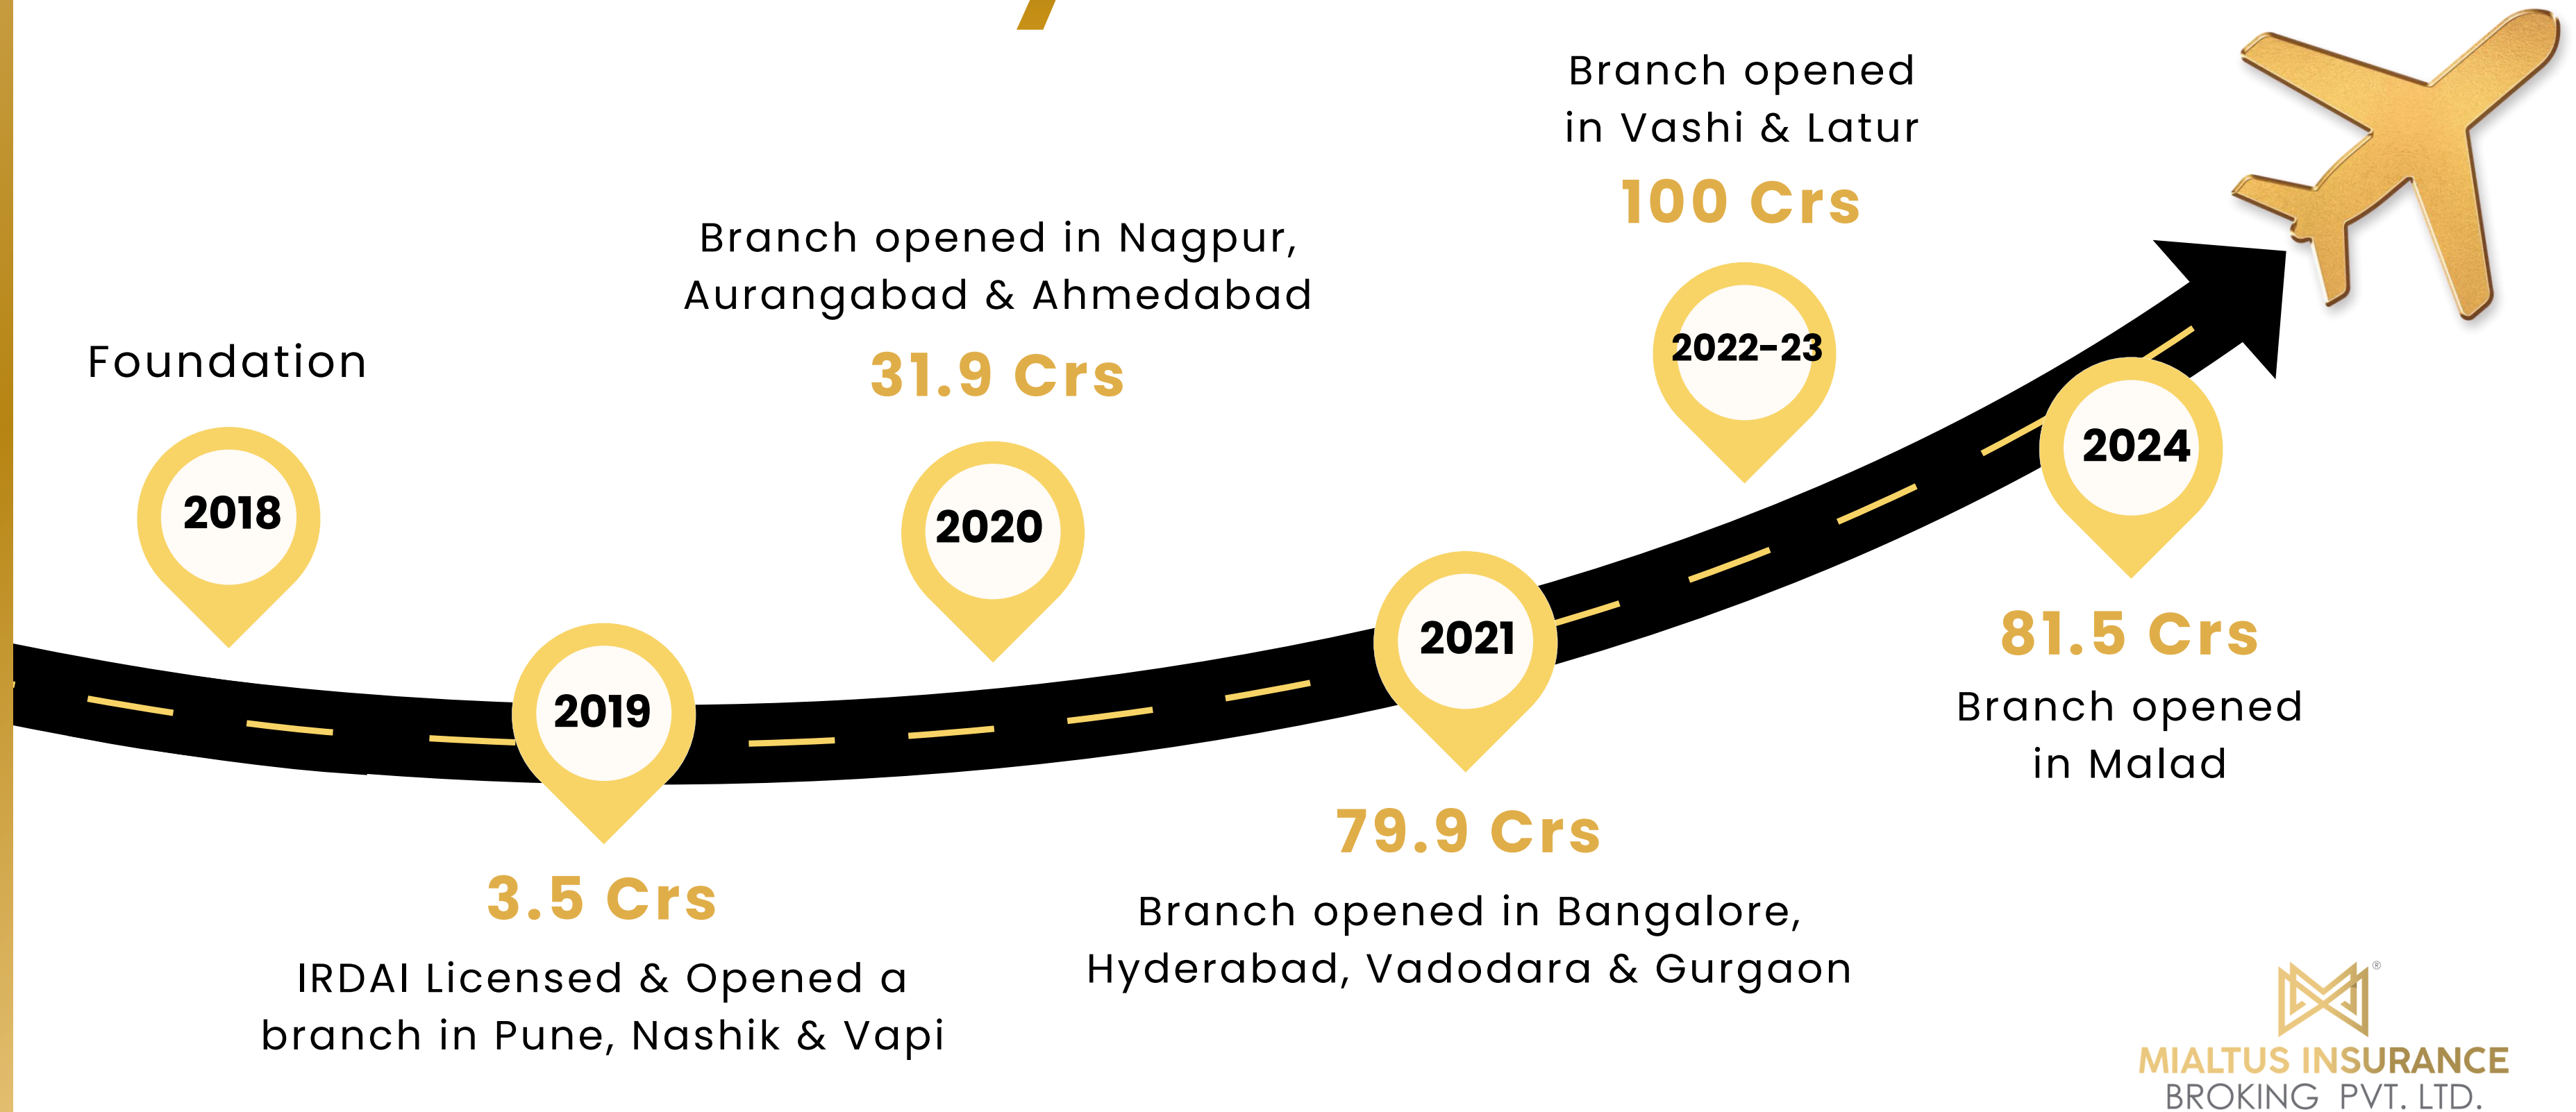 Foundation
2018
2019
3.5 Crs
IRDAI Licensed & Opened a
branch in Pune, Nashik & Vapi
Branch opened in Nagpur,
Aurangabad & Ahmedabad
31.9 Crs
2020
2021
79.9 Crs
Branch opened in Bangalore,
Hyderabad, Vadodara & Gurgaon
Branch opened
in Vashi & Latur
100 Crs
2022-23
2024
81.5 Crs
Branch opened
in Malad
®
MIALTUS INSURANCE
BROKING PVT. LTD.